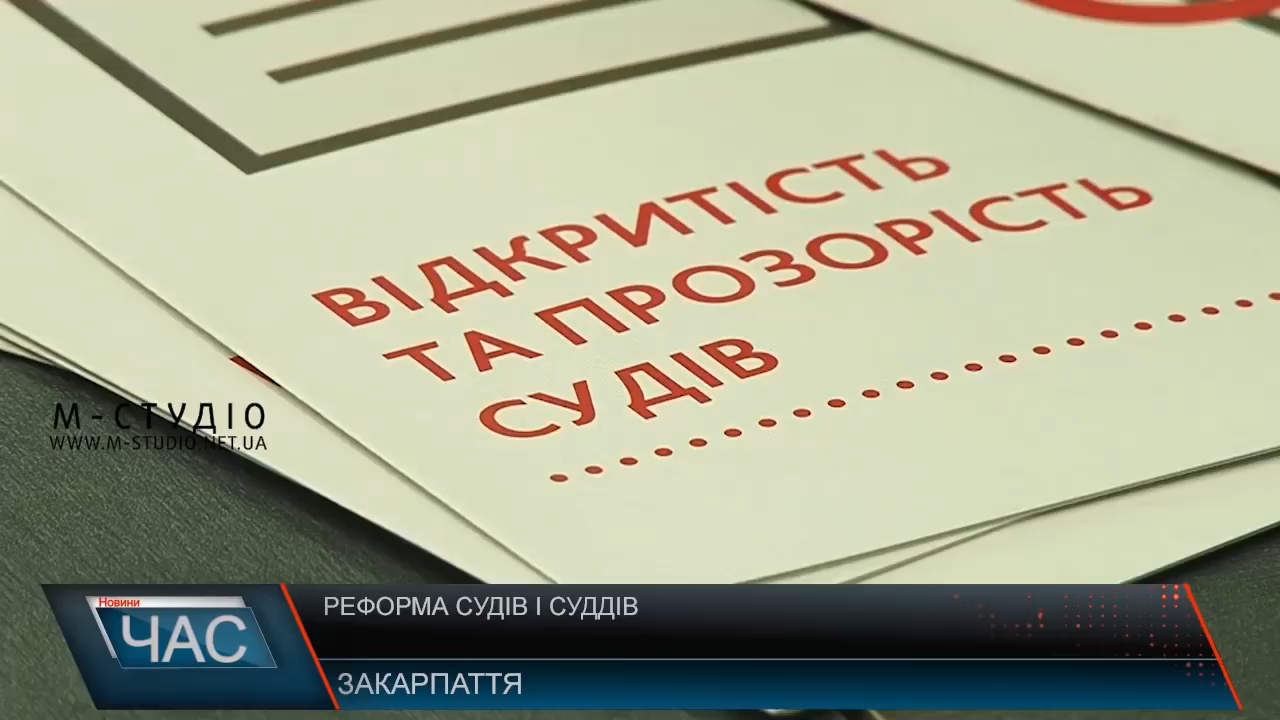 ВІДКРИТІСТЬ
ТА ПРОЗОРІСТЬ
СУДІВ
М-СТУДІО
WWW.M-STUDIO.NET.UA
Новини
ЧАС
РЕФОРМА СУДІВ І СУДДІВ
ЗАКАРПАТТЯ